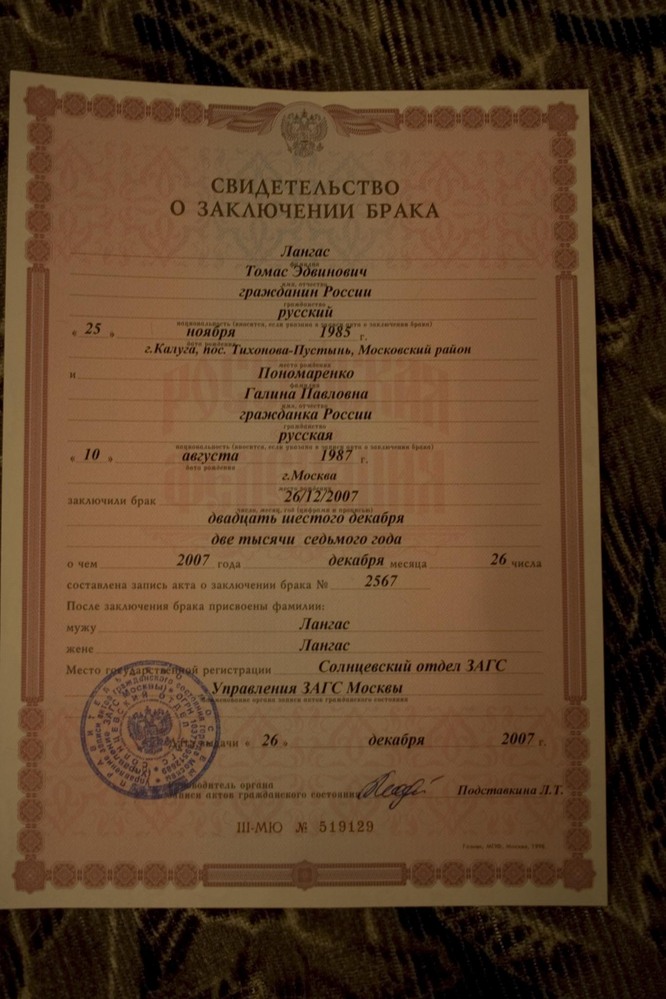 СВИДЕТЕЛЬСТВО
О ЗАКЛЮЧЕНИИ БРАКА
Лангас
фамилия
Томас Эдвинович
имя, отчество
гражданин России
гражданство
русский
национальность (вносится, если указано в записи акта о заключении брака)
« 25 » ноября 1985 г.
дата рождения
г.Калуга, пос. Тихонова-Пустынь, Московский район
место рождения
и Пономаренко
фамилия
Галина Павловна
имя, отчество
гражданка России
гражданство
русская
национальность (вносится, если указано в записи акта о заключении брака)
« 10 » августа 1987 г.
дата рождения
г.Москва
место рождения
заключили брак 26/12/2007
число, месяц, год (цифрами и прописью)
двадцать шестого декабря
две тысячи седьмого года
о чем 2007 года декабря месяца 26 числа
составлена запись акта о заключении брака № 2567
После заключения брака присвоены фамилии:
мужу Лангас
жене Лангас
Место государственной регистрации Солнцевский отдел ЗАГС
Управления ЗАГС Москвы
наименование органа записи актов гражданского состояния
Дата выдачи « 26 » декабря 2007 г.
Руководитель органа
записи актов гражданского состояния Подставкина Л.Т.
III-МЮ № 519129